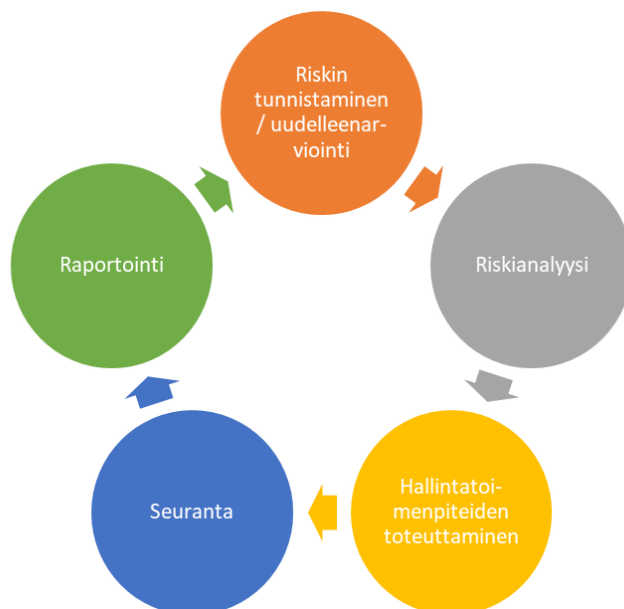 Riskin
tunnistaminen
/ uudelleenar-
viointi
Riskianalyysi
Hallintatoi-
menpiteiden
toteuttaminen
Seuranta
Raportointi